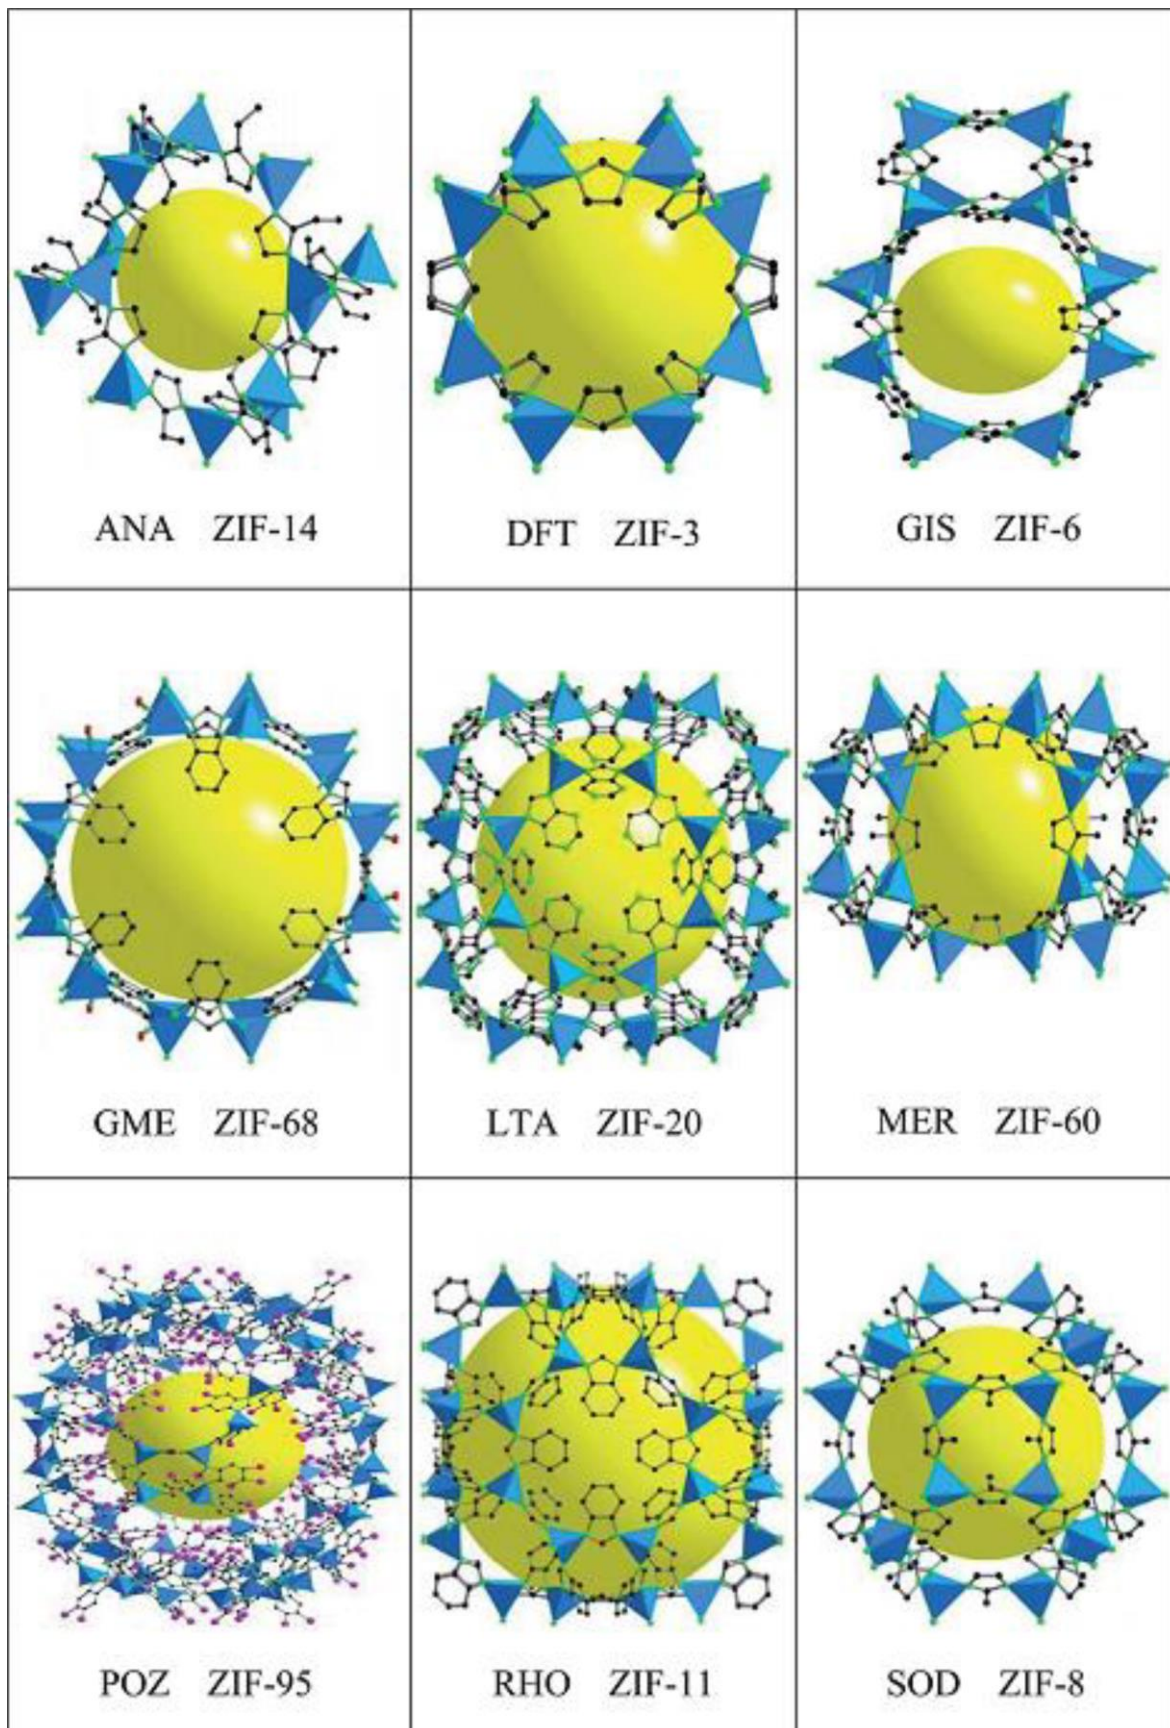 ANA ZIF-14
DFT ZIF-3
GIS ZIF-6
GME ZIF-68
LTA ZIF-20
MER ZIF-60
POZ ZIF-95
RHO ZIF-11
SOD ZIF-8